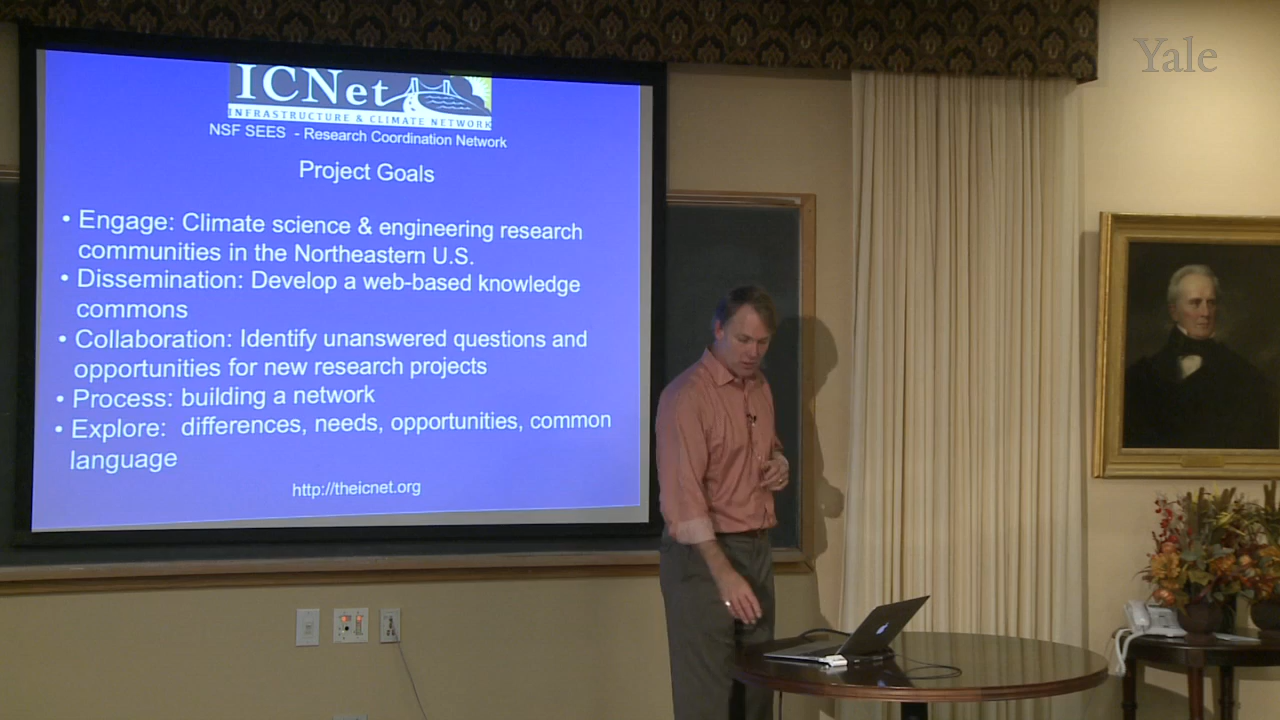 Yale
ICNet
INFRASTRUCTURE & CLIMATE NETWORK
NSF SEES - Research Coordination Network
Project Goals
• Engage: Climate science & engineering research
communities in the Northeastern U.S.
• Dissemination: Develop a web-based knowledge
commons
• Collaboration: Identify unanswered questions and
opportunities for new research projects
• Process: building a network
• Explore: differences, needs, opportunities, common
language
http://theicnet.org